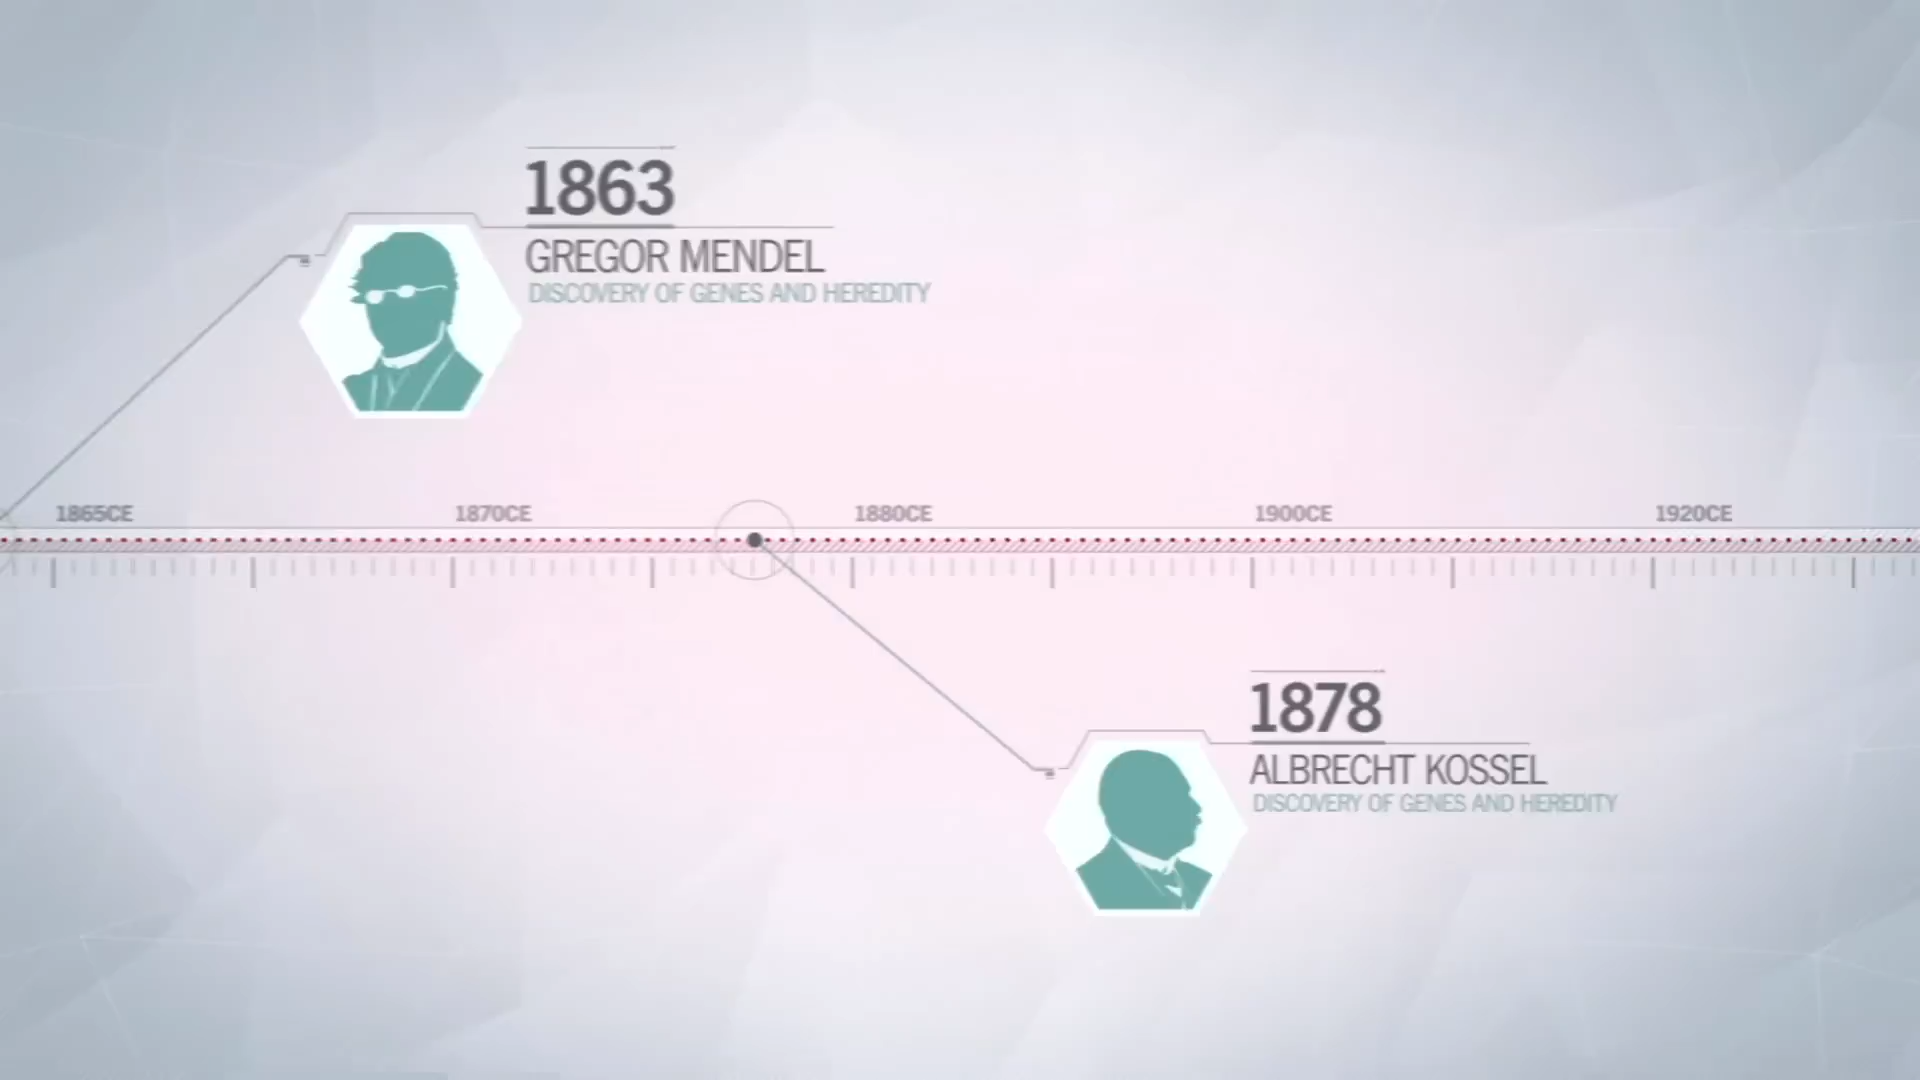 1863
GREGOR MENDEL
DISCOVERY OF GENES AND HEREDITY
1865CE
1870CE
1880CE
1900CE
1920CE
1878
ALBRECHT KOSSEL
DISCOVERY OF GENES AND HEREDITY